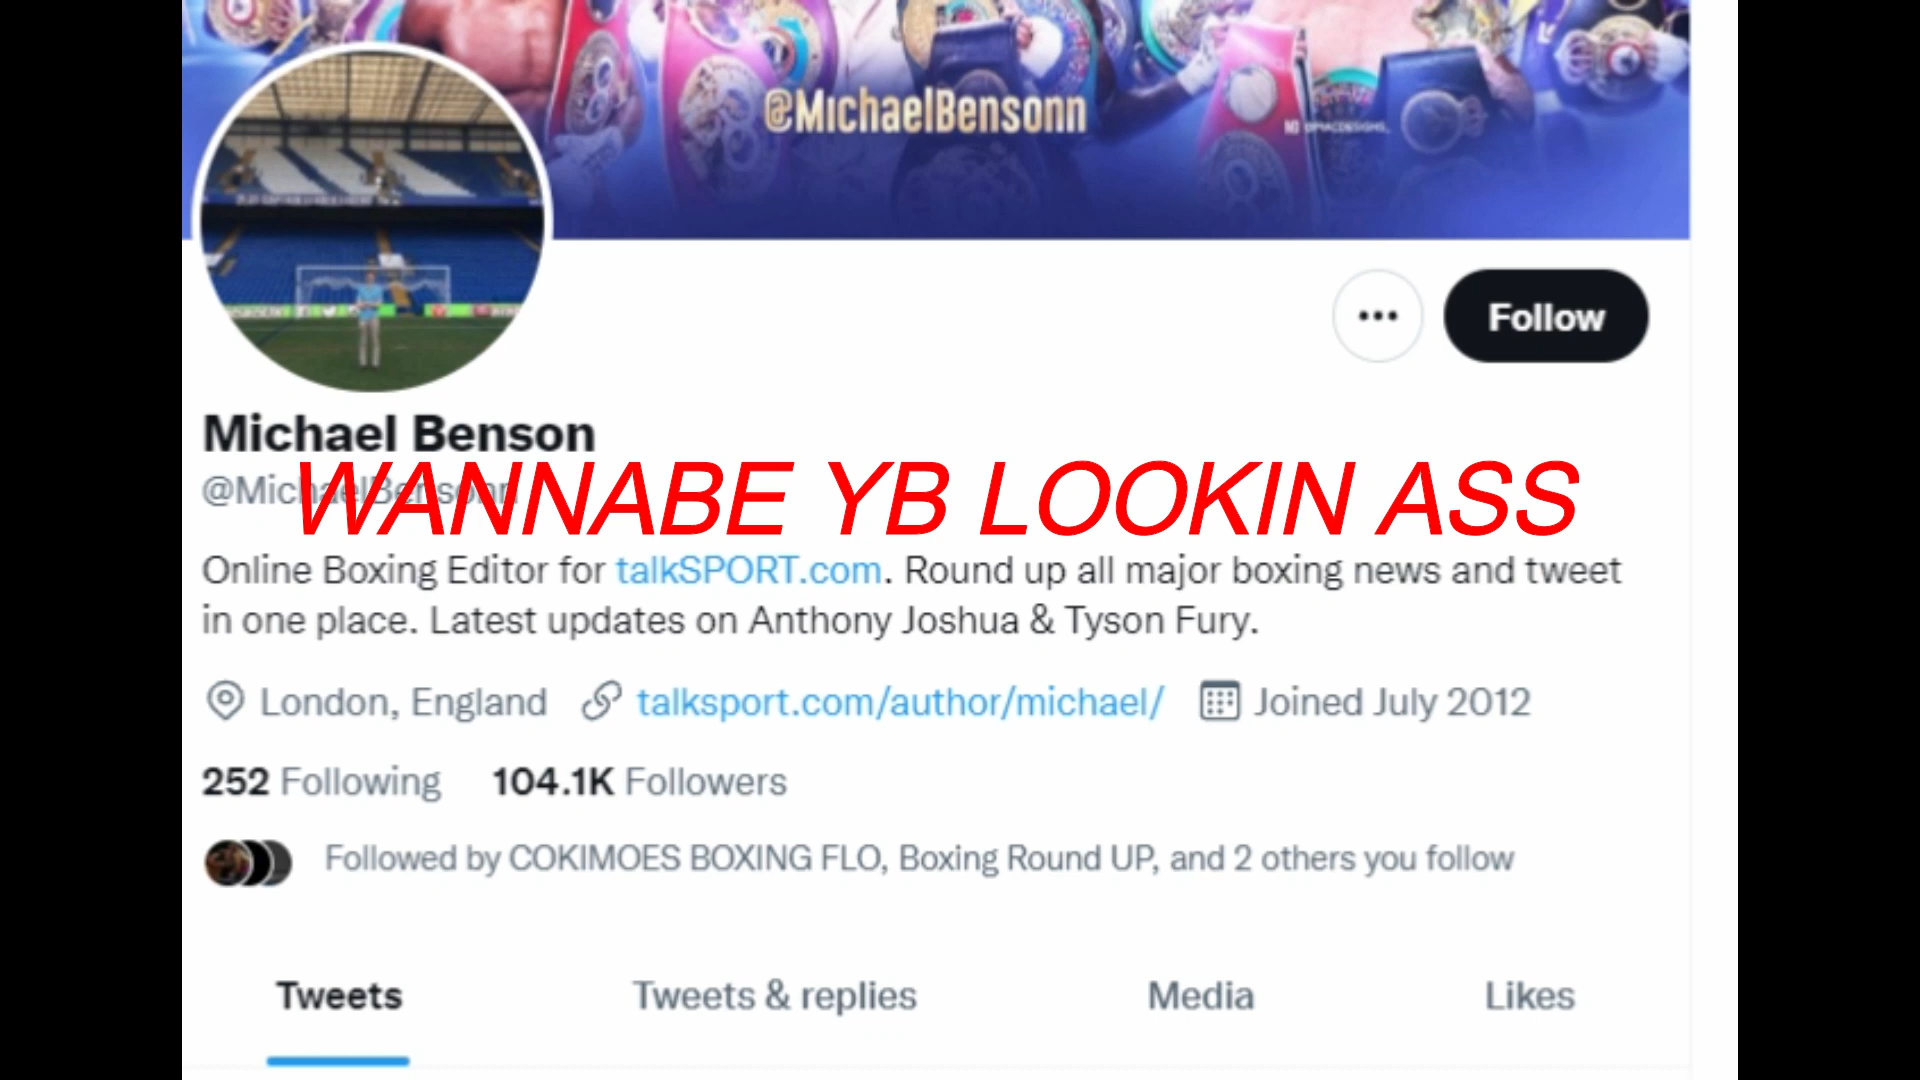 @MichaelBensonn
Follow
Michael Benson
@MichaelBensonn
WANNABE YB LOOKIN ASS
Online Boxing Editor for talkSPORT.com. Round up all major boxing news and tweet
in one place. Latest updates on Anthony Joshua & Tyson Fury.
London, England talksport.com/author/michael/ Joined July 2012
252 Following 104.1K Followers
Followed by COKIMOES BOXING FLO, Boxing Round UP, and 2 others you follow
Tweets Tweets & replies Media Likes